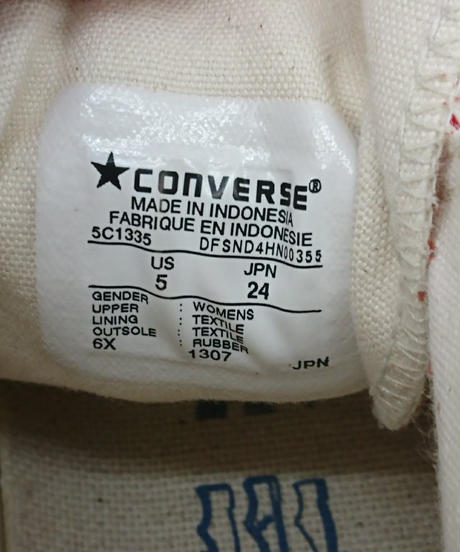 ★CONVERSE®
MADE IN INDONESIA
FABRIQUE EN INDONESIE
5C1335 DFSND4HN00355
US JPN
5 24
GENDER : WOMENS
UPPER : TEXTILE
LINING : TEXTILE
OUTSOLE : RUBBER
6X 1307 JPN